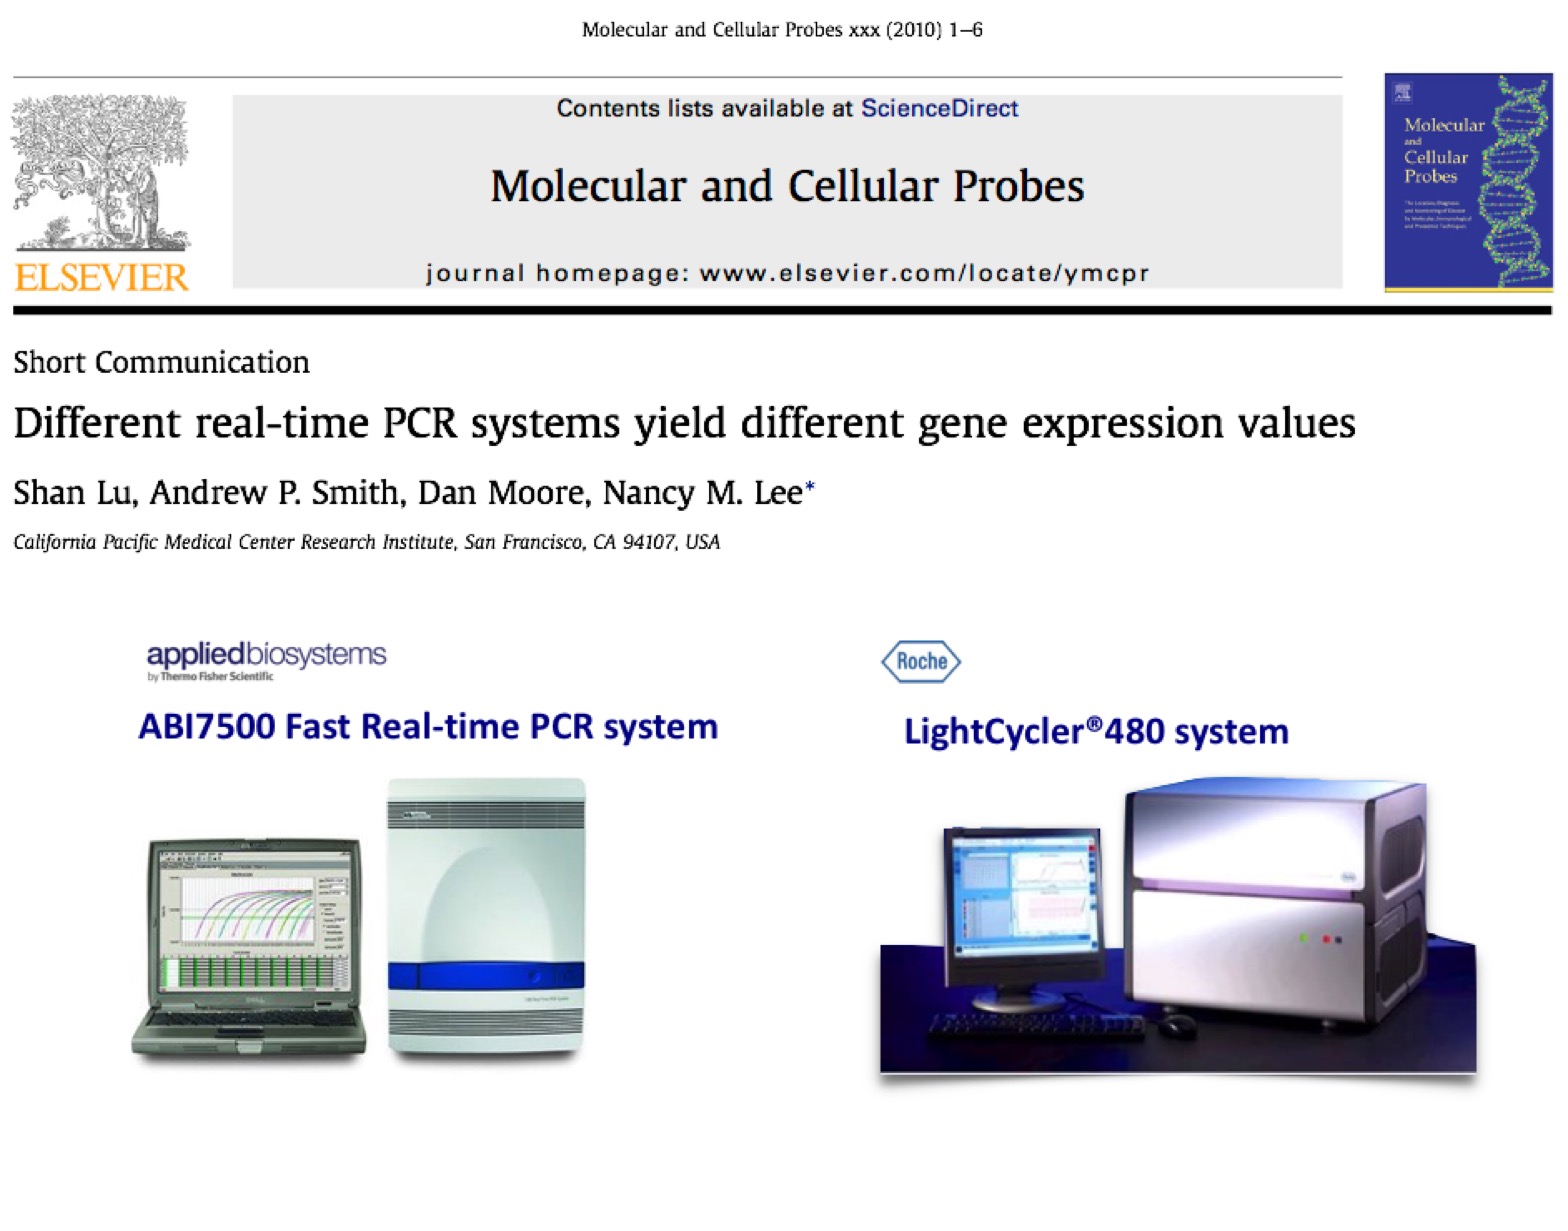 Molecular and Cellular Probes xxx (2010) 1–6
Contents lists available at ScienceDirect
Molecular and Cellular Probes
journal homepage: www.elsevier.com/locate/ymcpr
ELSEVIER
Molecular
and
Cellular
Probes
Short Communication
Different real-time PCR systems yield different gene expression values
Shan Lu, Andrew P. Smith, Dan Moore, Nancy M. Lee*
California Pacific Medical Center Research Institute, San Francisco, CA 94107, USA
appliedbiosystems
by Thermo Fisher Scientific
ABI7500 Fast Real-time PCR system
Roche
LightCycler®480 system
DELL